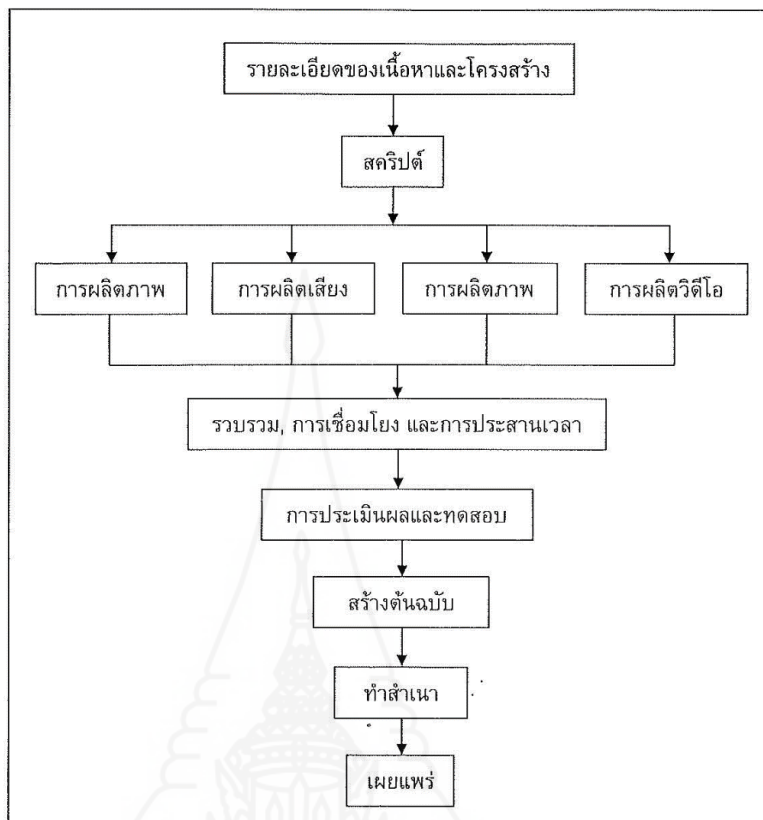 รายละเอียดของเนื้อหาและโครงสร้าง
สคริปต์
การผลิตภาพ
การผลิตเสียง
การผลิตภาพ
การผลิตวิดีโอ
รวบรวม, การเชื่อมโยง และการประสานเวลา
การประเมินผลและทดสอบ
สร้างต้นฉบับ
ทำสำเนา
เผยแพร่